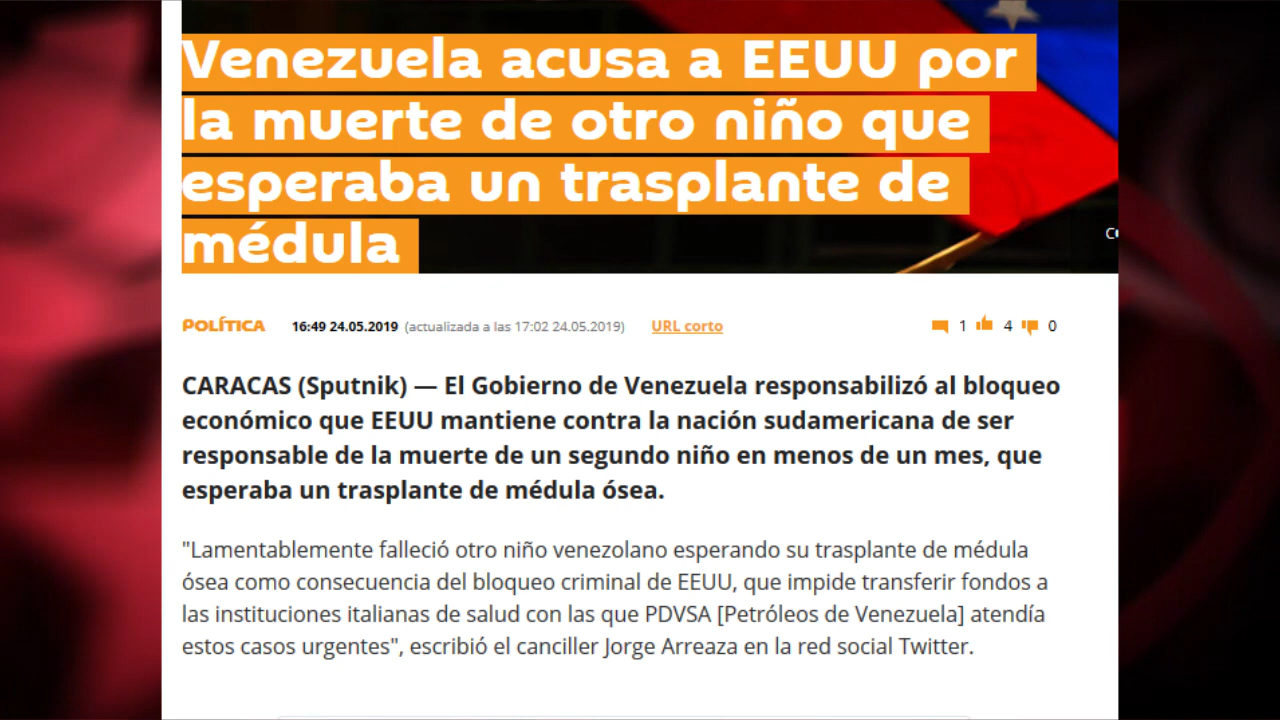 Venezuela acusa a EEUU por
la muerte de otro niño que
esperaba un trasplante de
médula
POLÍTICA 16:49 24.05.2019 (actualizada a las 17:02 24.05.2019) URL corto 1 4 0
CARACAS (Sputnik) — El Gobierno de Venezuela responsabilizó al bloqueo
económico que EEUU mantiene contra la nación sudamericana de ser
responsable de la muerte de un segundo niño en menos de un mes, que
esperaba un trasplante de médula ósea.
"Lamentablemente falleció otro niño venezolano esperando su trasplante de médula
ósea como consecuencia del bloqueo criminal de EEUU, que impide transferir fondos a
las instituciones italianas de salud con las que PDVSA [Petróleos de Venezuela] atendía
estos casos urgentes", escribió el canciller Jorge Arreaza en la red social Twitter.